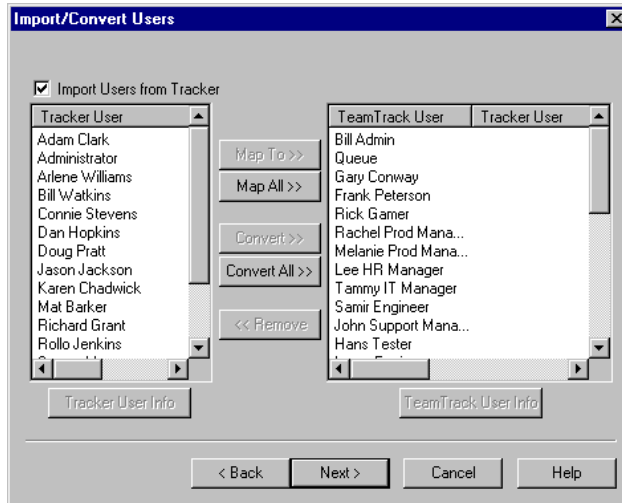 Import/Convert Users
Import Users from Tracker
Tracker User
Adam Clark
Administrator
Arlene Williams
Bill Watkins
Connie Stevens
Dan Hopkins
Doug Pratt
Jason Jackson
Karen Chadwick
Mat Barker
Richard Grant
Rollo Jenkins
Map To >>
Map All >>
Convert >>
Convert All >>
<< Remove
TeamTrack User Tracker User
Bill Admin
Queue
Gary Conway
Frank Peterson
Rick Gamer
Rachel Prod Mana...
Melanie Prod Mana...
Lee HR Manager
Tammy IT Manager
Samir Engineer
John Support Mana...
Hans Tester
Tracker User Info
TeamTrack User Info
< Back
Next >
Cancel
Help